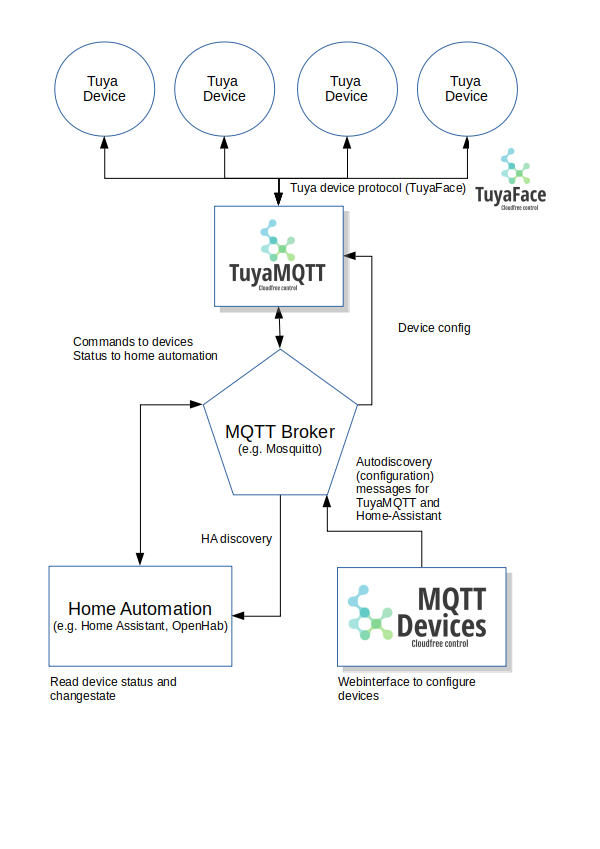 Tuya
Device
Tuya
Device
Tuya
Device
Tuya
Device
Tuya device protocol (TuyaFace)
TuyaFace
Cloudfree control
TuyaMQTT
Cloudfree control
Device config
Commands to devices
Status to home automation
MQTT Broker
(e.g. Mosquitto)
Autodiscovery
(configuration)
messages for
TuyaMQTT and
Home-Assistant
HA discovery
Home Automation
(e.g. Home Assistant, OpenHab)
MQTT
Devices
Cloudfree control
Read device status and
changestate
Webinterface to configure
devices